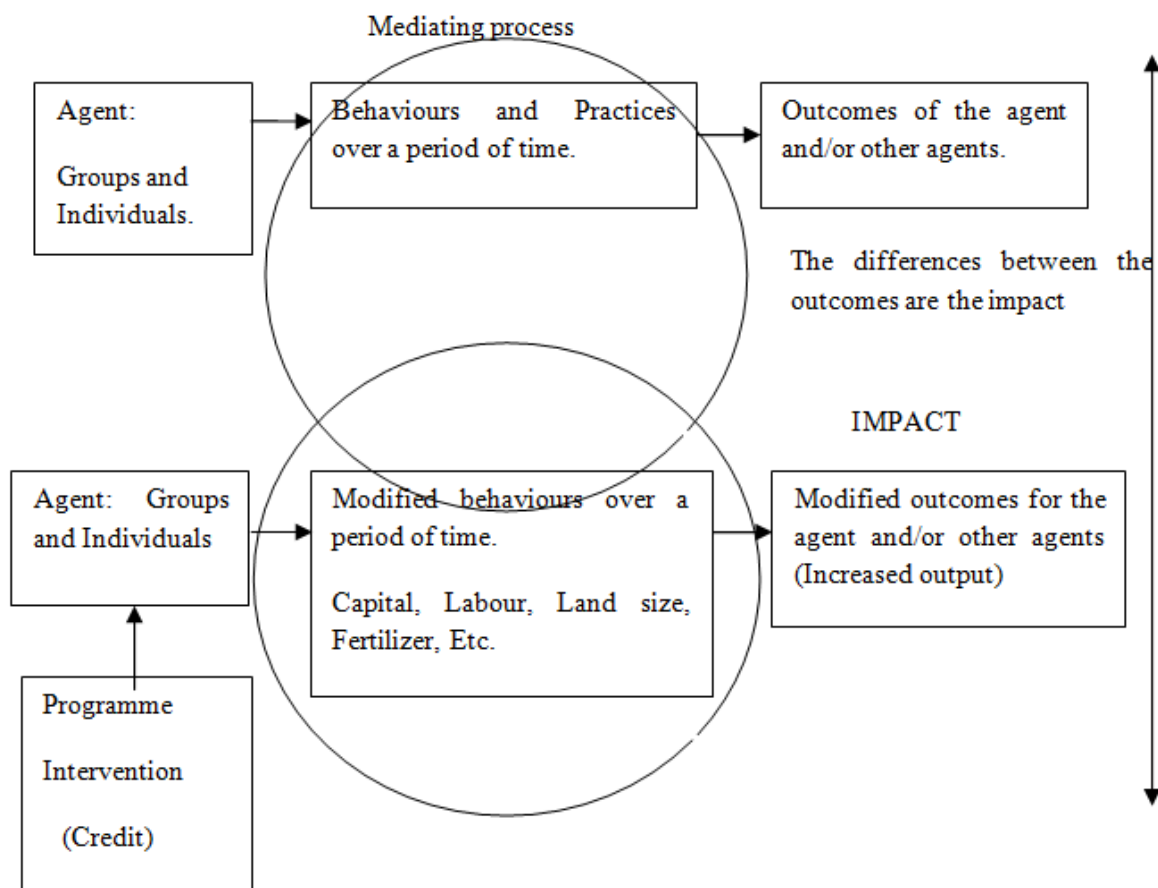 Mediating process
Agent:
Groups and
Individuals.
Behaviours and Practices
over a period of time.
Outcomes of the agent
and/or other agents.
The differences between the
outcomes are the impact
IMPACT
Agent: Groups
and Individuals
Modified behaviours over a
period of time.
Capital, Labour, Land size,
Fertilizer, Etc.
Modified outcomes for the
agent and/or other agents
(Increased output)
Programme
Intervention
(Credit)